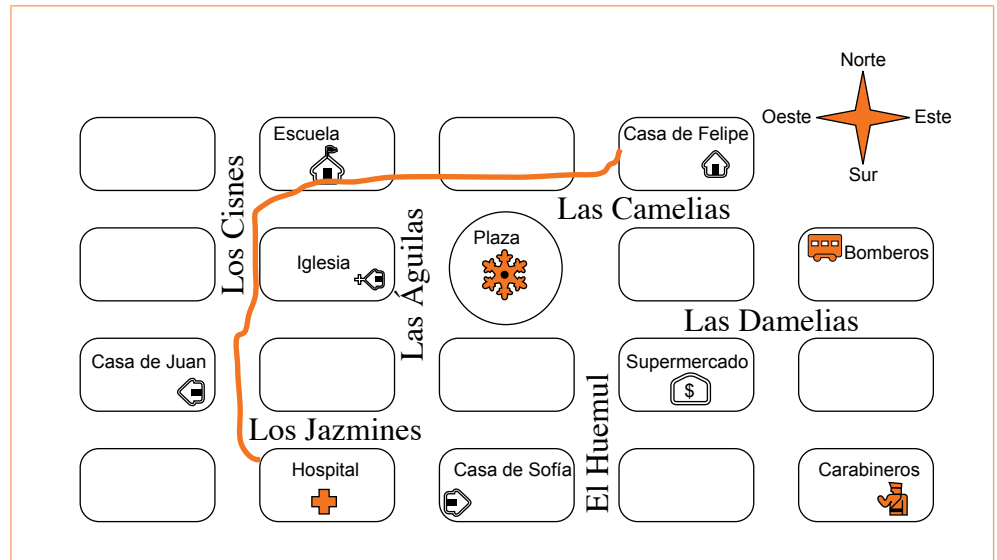 Norte
Oeste
Este
Sur
Escuela
Casa de Felipe
Los Cisnes
Las Camelias
Las Águilas
Iglesia
Plaza
Bomberos
Las Damelias
Casa de Juan
Supermercado
$
Los Jazmines
El Huemul
Hospital
Casa de Sofía
Carabineros